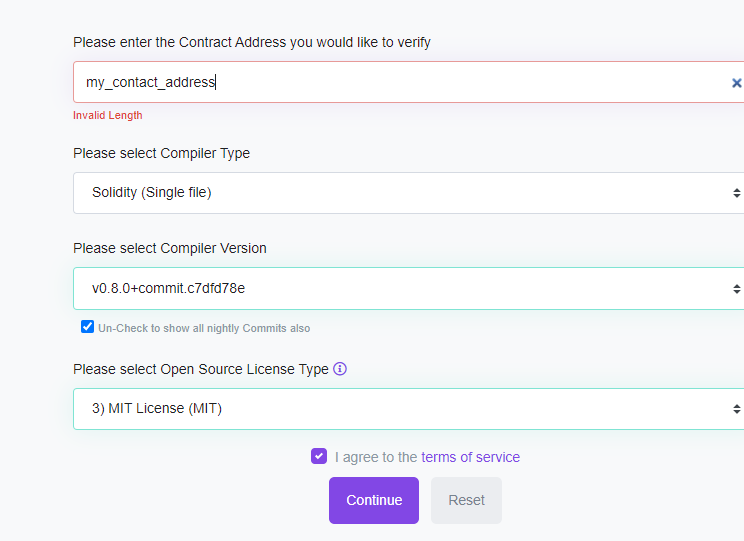 Please enter the Contract Address you would like to verify
my_contact_address
Invalid Length
Please select Compiler Type
Solidity (Single file)
Please select Compiler Version
v0.8.0+commit.c7dfd78e
Un-Check to show all nightly Commits also
Please select Open Source License Type
3) MIT License (MIT)
I agree to the terms of service
Continue Reset